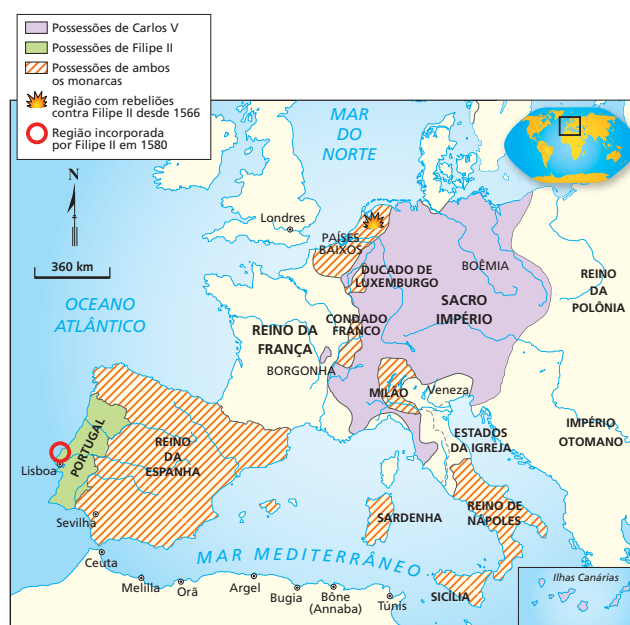 Possessões de Carlos V
Possessões de Filipe II
Possessões de ambos
os monarcas
Região com rebeliões
contra Filipe II desde 1566
Região incorporada
por Filipe II em 1580
N
360 km
MAR
DO
NORTE
Londres
PAÍSES
BAIXOS
DUCADO DE
LUXEMBURGO
BOÊMIA
REINO
DA
POLÔNIA
OCEANO
ATLÂNTICO
SACRO
IMPÉRIO
CONDADO
FRANCO
REINO DA
FRANÇA
BORGONHA
MILÃO
Veneza
IMPÉRIO
OTOMANO
ESTADOS
DA IGREJA
PORTUGAL
REINO
DA
ESPANHA
Lisboa
Sevilha
SARDENHA
REINO DE
NÁPOLES
MAR MEDITERRÂNEO
Ceuta
Melilla
Orã
Argel
Bugia
Bône
(Annaba)
Túnis
SICÍLIA
Ilhas Canárias